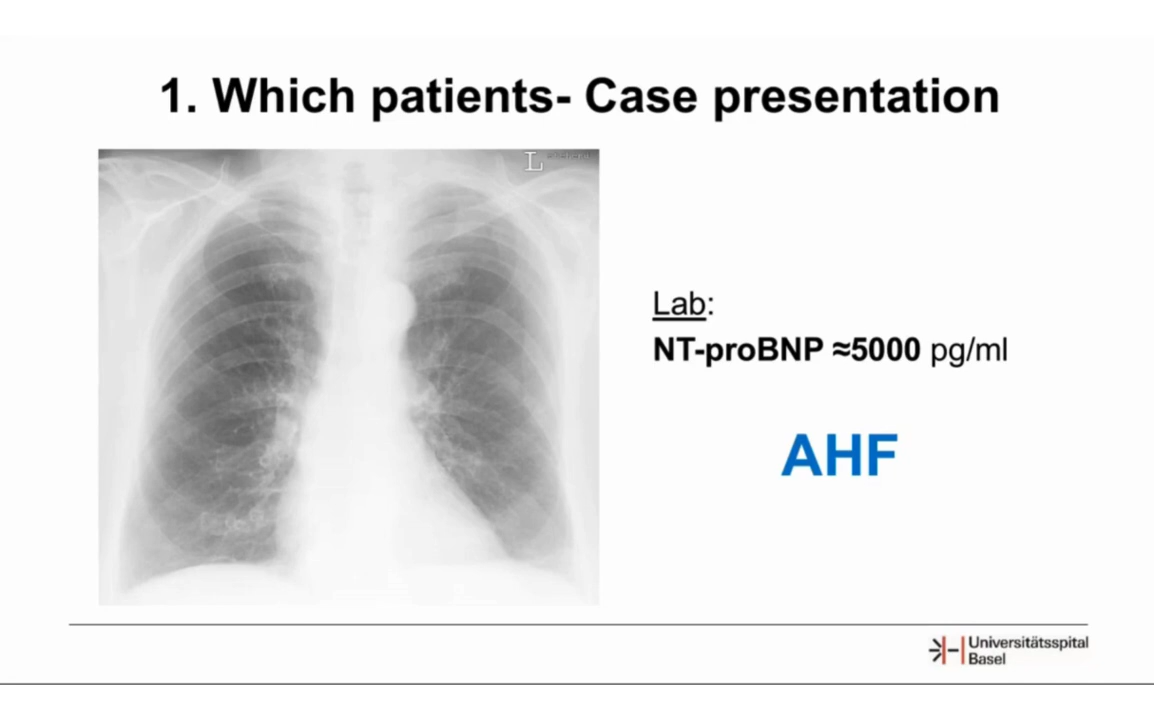 1. Which patients- Case presentation
L
Lab:
NT-proBNP ≈5000 pg/ml
AHF
Universitätsspital
Basel